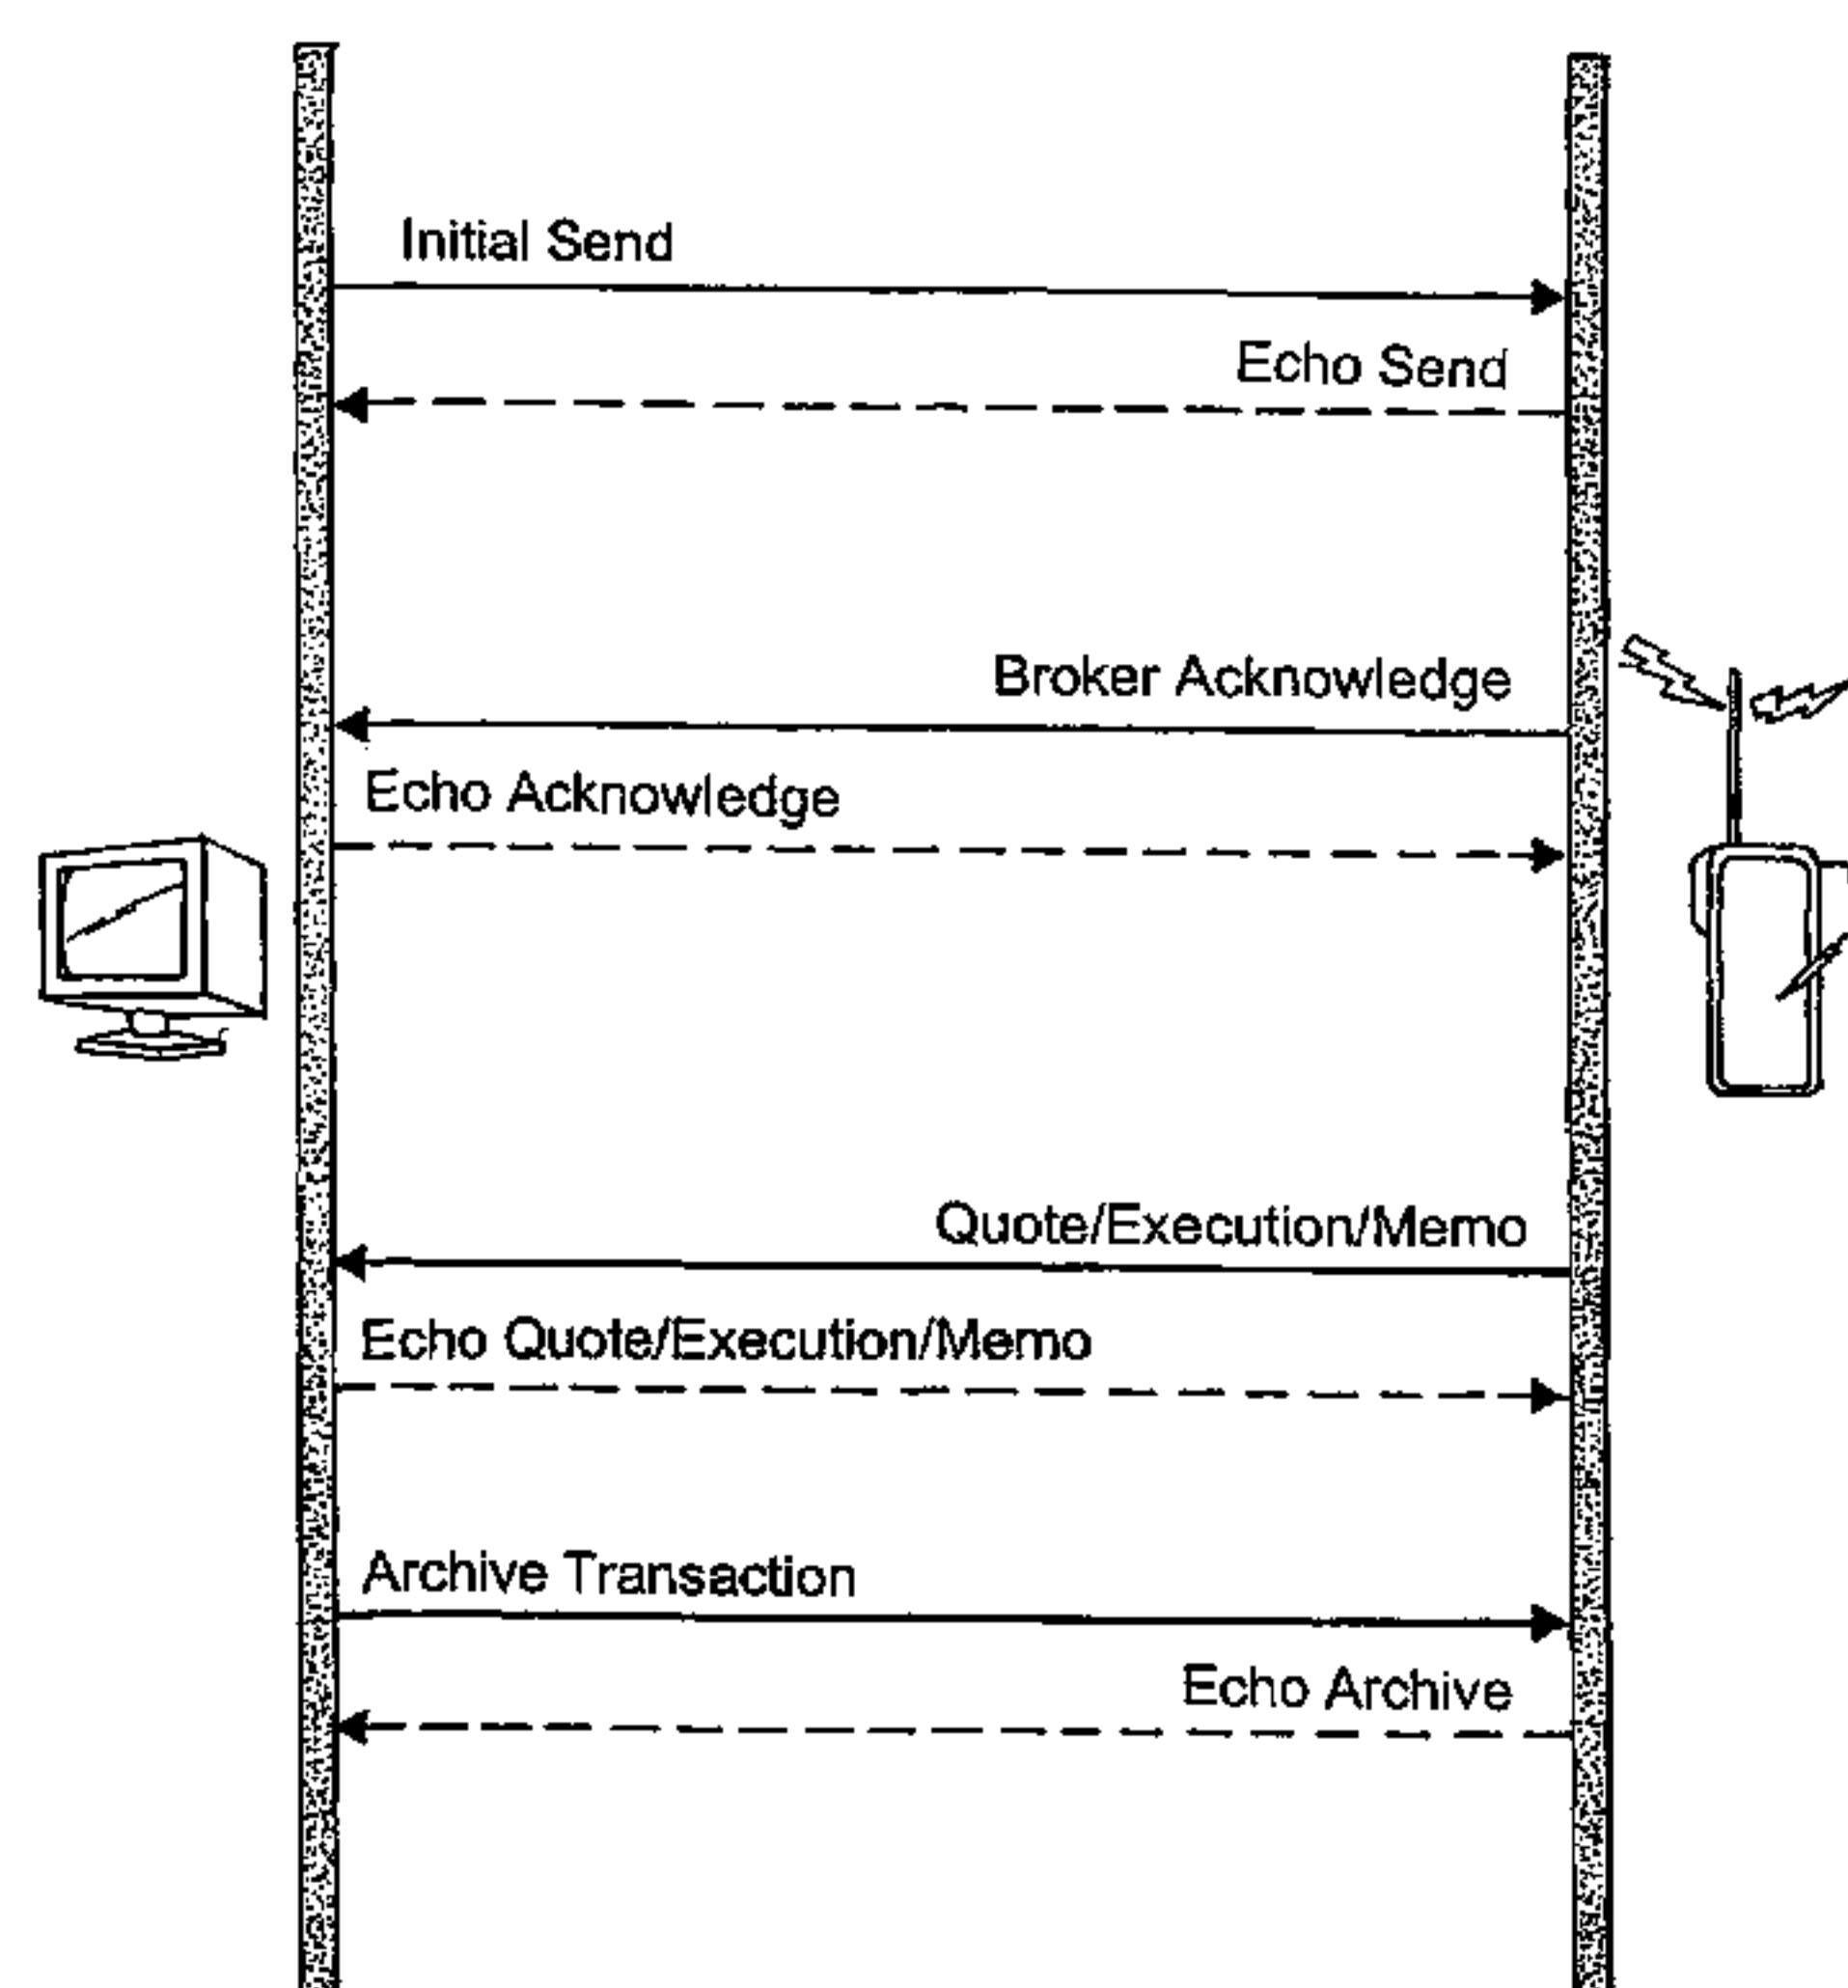 Initial Send
Echo Send
Broker Acknowledge
Echo Acknowledge
Quote/Execution/Memo
Echo Quote/Execution/Memo
Archive Transaction
Echo Archive